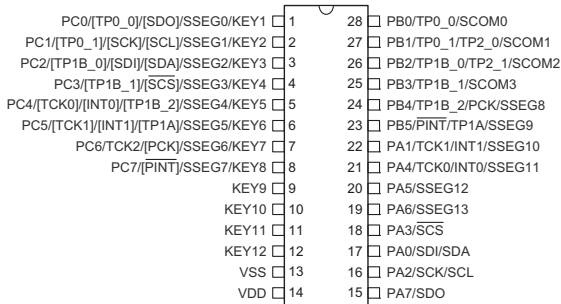 PC0/[TP0_0]/[SDO]/SSEG0/KEY1 1 28 PB0/TP0_0/SCOM0
PC1/[TP0_1]/[SCK]/[SCL]/SSEG1/KEY2 2 27 PB1/TP0_1/TP2_0/SCOM1
PC2/[TP1B_0]/[SDI]/[SDA]/SSEG2/KEY3 3 26 PB2/TP1B_0/TP2_1/SCOM2
PC3/[TP1B_1]/[SCS]/SSEG3/KEY4 4 25 PB3/TP1B_1/SCOM3
PC4/[TCK0]/[INT0]/[TP1B_2]/SSEG4/KEY5 5 24 PB4/TP1B_2/PCK/SSEG8
PC5/[TCK1]/[INT1]/[TP1A]/SSEG5/KEY6 6 23 PB5/PINT/TP1A/SSEG9
PC6/TCK2/[PCK]/SSEG6/KEY7 7 22 PA1/TCK1/INT1/SSEG10
PC7/[PINT]/SSEG7/KEY8 8 21 PA4/TCK0/INT0/SSEG11
KEY9 9 20 PA5/SSEG12
KEY10 10 19 PA6/SSEG13
KEY11 11 18 PA3/SCS
KEY12 12 17 PA0/SDI/SDA
VSS 13 16 PA2/SCK/SCL
VDD 14 15 PA7/SDO